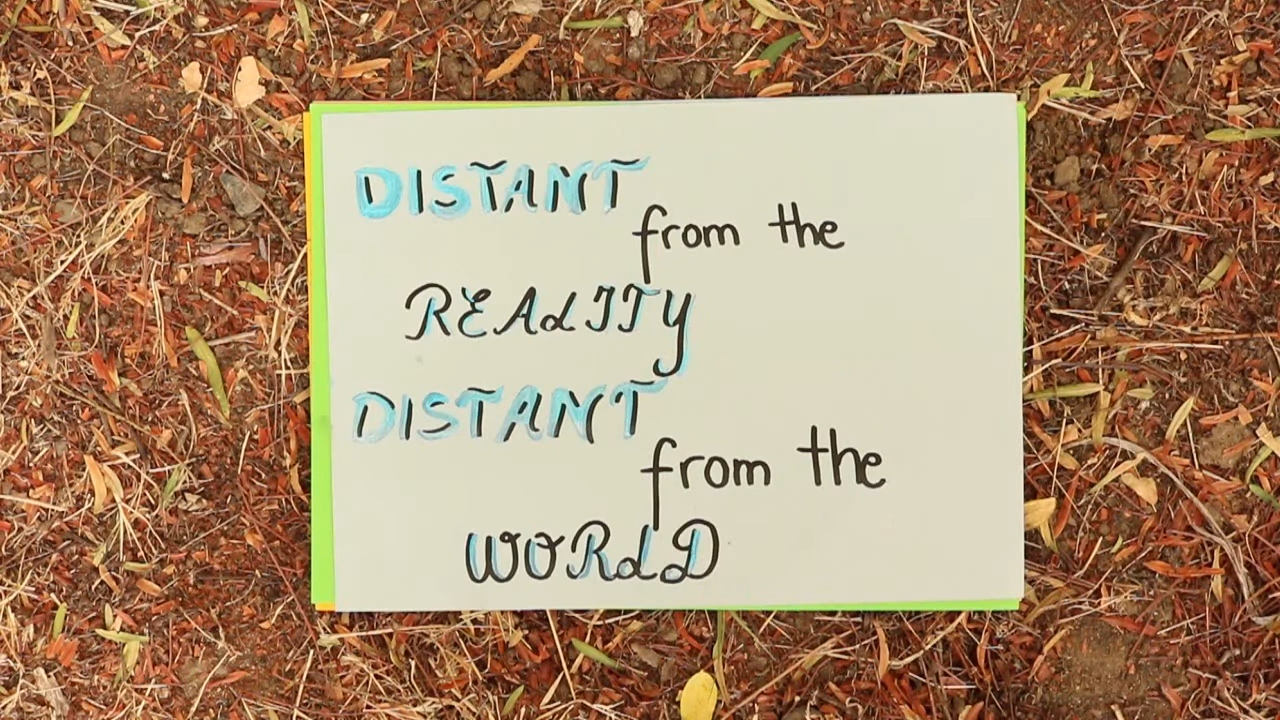 DISTANT
from the
REALITY
DISTANT
from the
WORLD